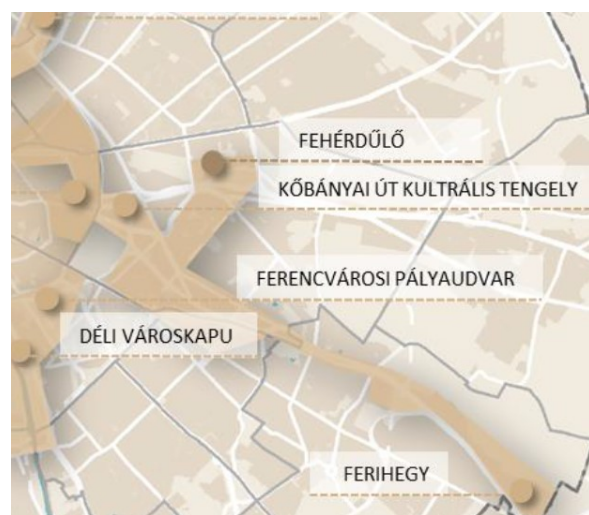 FEHÉRDŰLŐ
KŐBÁNYAI ÚT KULTRÁLIS TENGELY
FERENCVÁROSI PÁLYAUDVAR
DÉLI VÁROSKAPU
FERIHEGY